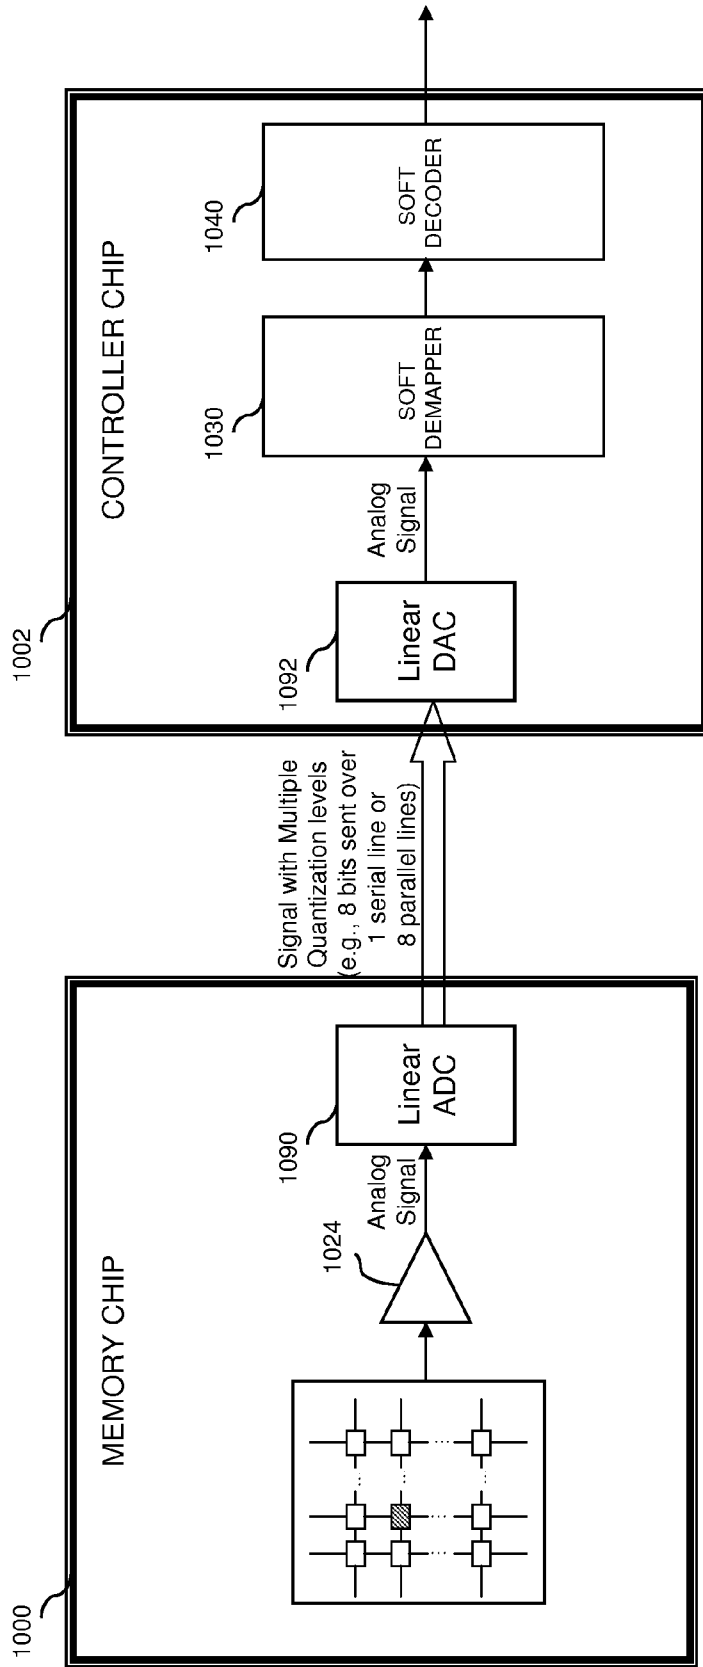 1000
MEMORY CHIP
1024
Analog
Signal
1090
Linear
ADC
Signal with Multiple
Quantization levels
(e.g., 8 bits sent over
1 serial line or
8 parallel lines)
1002
CONTROLLER CHIP
1092
Linear
DAC
Analog
Signal
1030
SOFT
DEMAPPER
1040
SOFT
DECODER